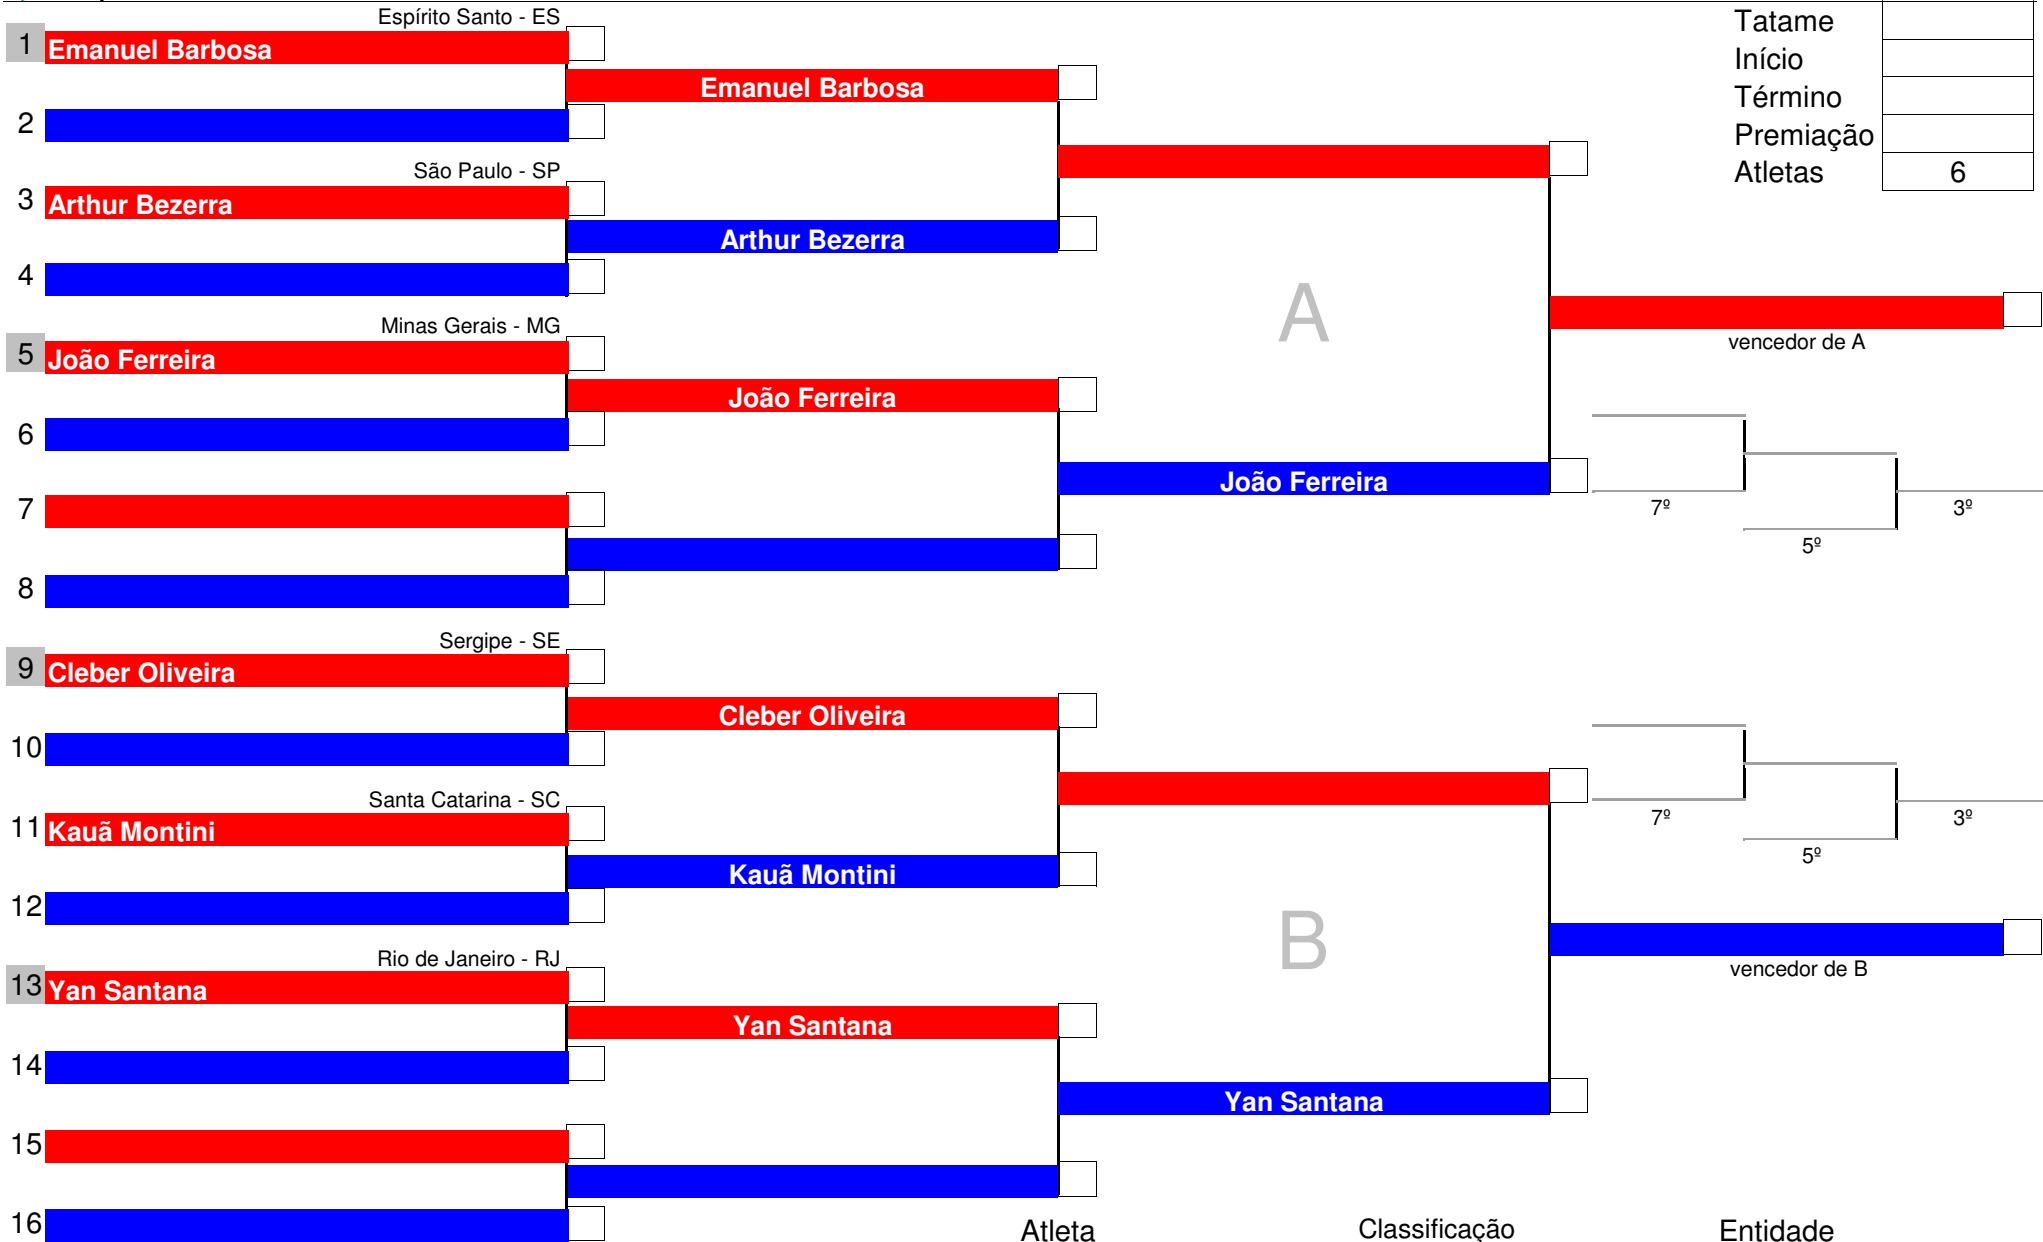 Espírito Santo - ES
Tatame
1 Emanuel Barbosa
Início
Emanuel Barbosa
Término
2
Premiação
São Paulo - SP
Atletas 6
3 Arthur Bezerra
Arthur Bezerra
4
A
Minas Gerais - MG
vencedor de A
5 João Ferreira
João Ferreira
6
João Ferreira
7
7º 3º
5º
8
Sergipe - SE
9 Cleber Oliveira
Cleber Oliveira
10
Santa Catarina - SC
7º 3º
11 Kauã Montini
5º
Kauã Montini
12
B
Rio de Janeiro - RJ
vencedor de B
13 Yan Santana
Yan Santana
14
Yan Santana
15
16
Atleta Classificação Entidade